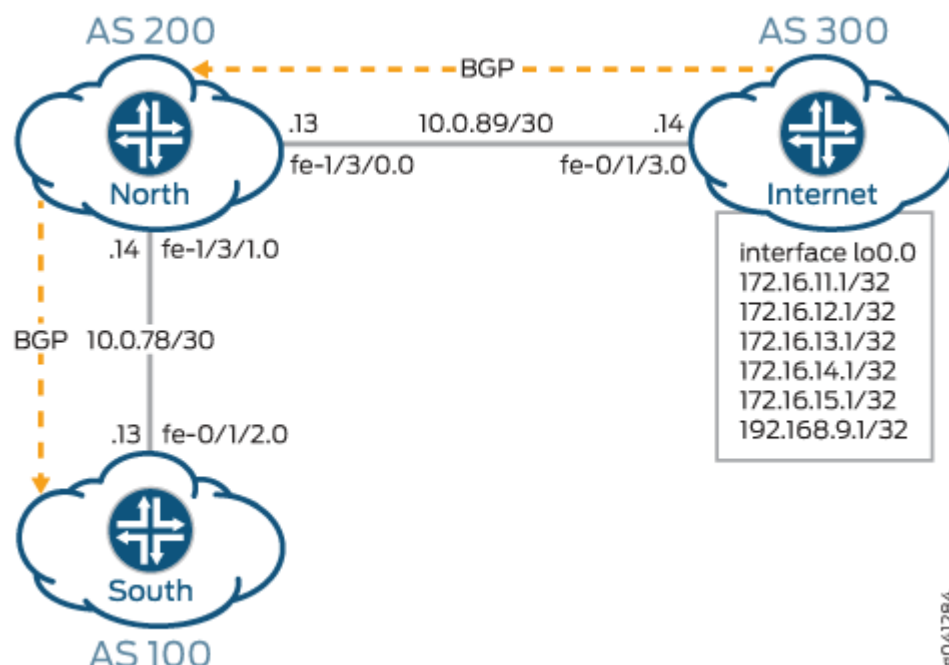 AS 200
AS 300
BGP
.13
10.0.89/30
.14
fe-1/3/0.0
fe-0/1/3.0
North
Internet
.14
fe-1/3/1.0
interface lo0.0
172.16.11.1/32
172.16.12.1/32
172.16.13.1/32
172.16.14.1/32
172.16.15.1/32
192.168.9.1/32
BGP
10.0.78/30
.13
fe-0/1/2.0
South
AS 100
g041284